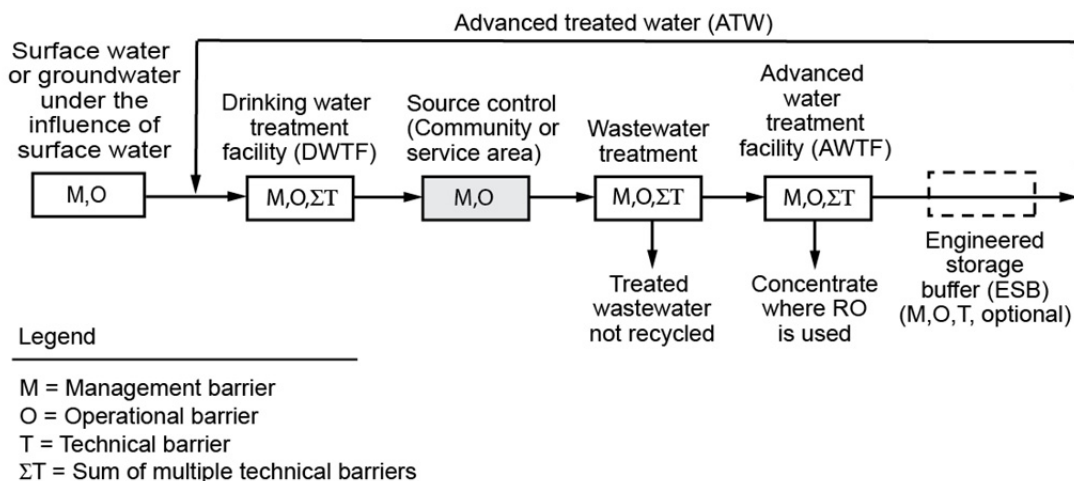 Advanced treated water (ATW)
Surface water
or groundwater
under the
influence of
surface water
M,O
Drinking water
treatment
facility (DWTF)
M,O,ΣT
Source control
(Community or
service area)
M,O
Wastewater
treatment
M,O,ΣT
Treated
wastewater
not recycled
Advanced
water
treatment
facility (AWTF)
M,O,ΣT
Concentrate
where RO
is used
Engineered
storage
buffer (ESB)
(M,O,T, optional)
Legend
M = Management barrier
O = Operational barrier
T = Technical barrier
ΣT = Sum of multiple technical barriers